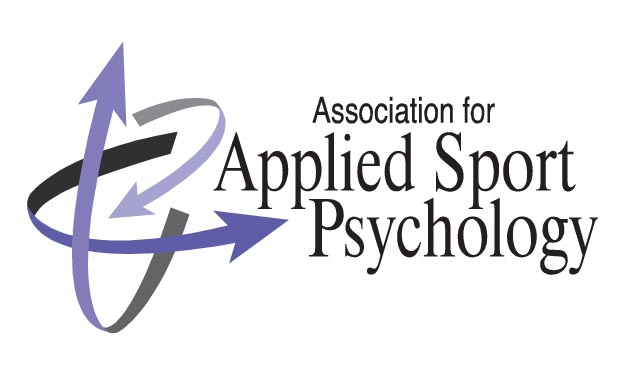 Association for
Applied Sport
Psychology